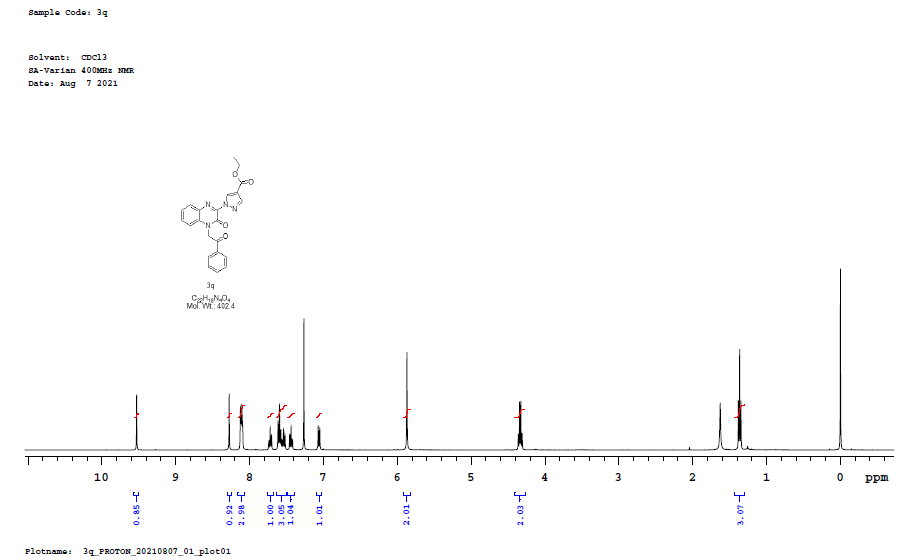 Sample Code: 3q
Solvent: CDCl3
SA-Varian 400MHz NMR
Date: Aug 7 2021
O
O
N
N
N
N
O
O
3q
C22H18N4O4
Mol. Wt.: 402.4
10 9 8 7 6 5 4 3 2 1 0 ppm
0.85 0.92 2.98 1.00 3.05 1.04 1.01 2.01 2.03 3.07
Plotname: 3q_PROTON_20210807_01_plot01